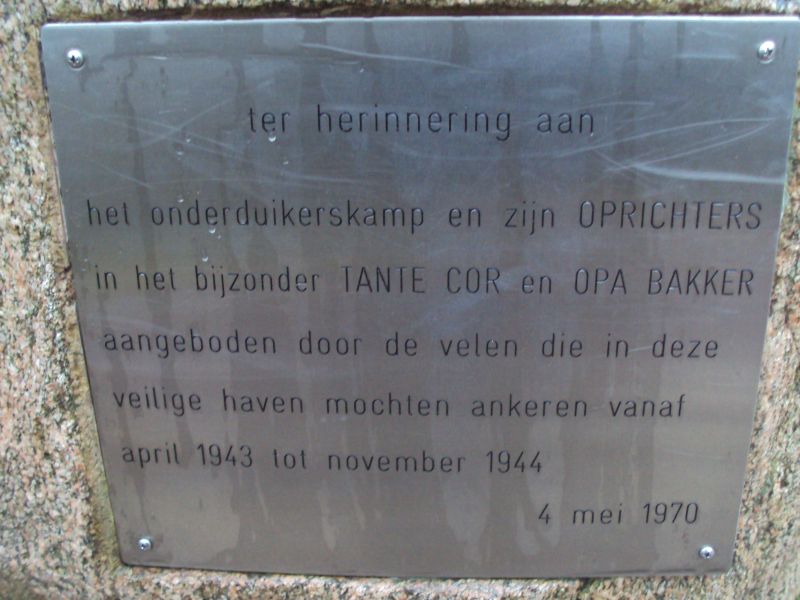 ter herinnering aan
het onderduikerskamp en zijn OPRICHTERS
in het bijzonder TANTE COR en OPA BAKKER
aangeboden door de velen die in deze
veilige haven mochten ankeren vanaf
april 1943 tot november 1944
4 mei 1970